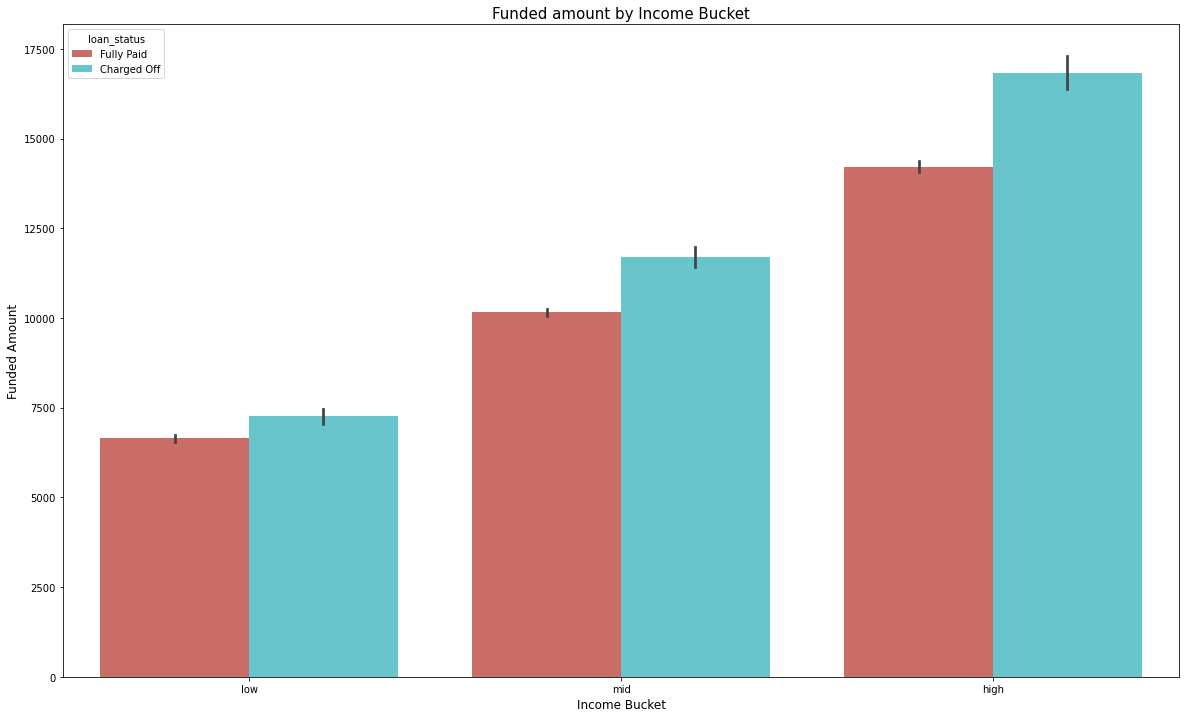 Funded amount by Income Bucket
loan_status
Fully Paid
Charged Off
17500
15000
12500
10000
7500
5000
2500
0
Funded Amount
low
mid
high
Income Bucket